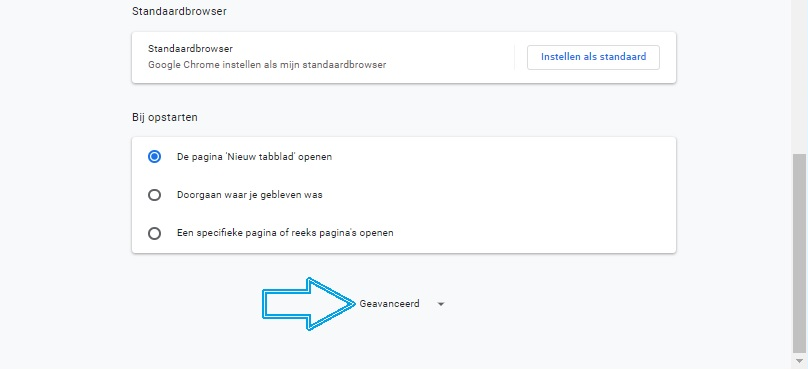 Standaardbrowser
Standaardbrowser
Google Chrome instellen als mijn standaardbrowser
Instellen als standaard
Bij opstarten
De pagina 'Nieuw tabblad' openen
Doorgaan waar je gebleven was
Een specifieke pagina of reeks pagina's openen
Geavanceerd